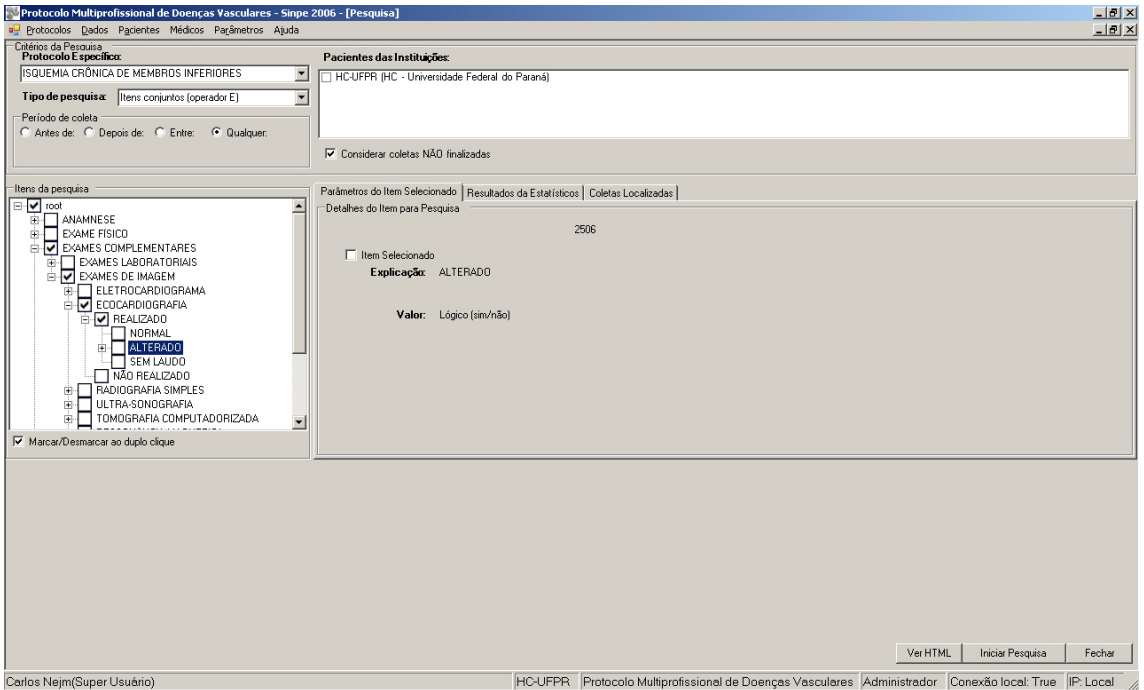 Protocolo Multiprofissional de Doenças Vasculares - Sinpe 2006 - [Pesquisa]
Protocolos Dados Pacientes Médicos Parâmetros Ajuda
Critérios da Pesquisa
Protocolo Específico:
ISQUEMIA CRÔNICA DE MEMBROS INFERIORES
Tipo de pesquisa: Itens conjuntos (operador E)
Período de coleta
Antes de: Depois de: Entre: Qualquer:
Pacientes das Instituições:
HC-UFPR (HC - Universidade Federal do Paraná)
Considerar coletas NÃO finalizadas
Itens da pesquisa
root
ANAMNESE
EXAME FÍSICO
EXAMES COMPLEMENTARES
EXAMES LABORATORIAIS
EXAMES DE IMAGEM
ELETROCARDIOGRAMA
ECOCARDIOGRAFIA
REALIZADO
NORMAL
ALTERADO
SEM LAUDO
NÃO REALIZADO
RADIOGRAFIA SIMPLES
ULTRA-SONOGRAFIA
TOMOGRAFIA COMPUTADORIZADA
Marcar/Desmarcar ao duplo clique
Parâmetros do Item Selecionado Resultados da Estatísticos Coletas Localizadas
Detalhes do Item para Pesquisa
2506
Item Selecionado
Explicação: ALTERADO
Valor: Lógico (sim/não)
Ver HTML Iniciar Pesquisa Fechar
Carlos Nejm(Super Usuário) HC-UFPR Protocolo Multiprofissional de Doenças Vasculares Administrador Conexão local: True IP: Local